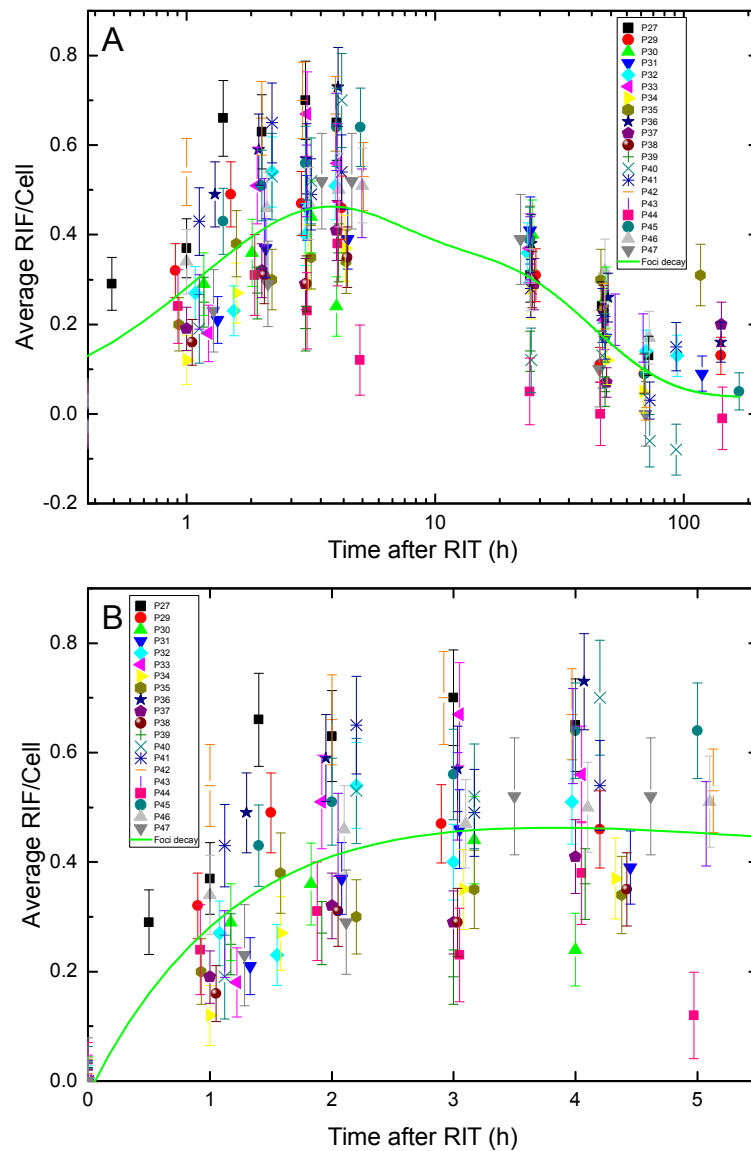 A
0.8
0.6
0.4
0.2
0.0
-0.2
Average RIF/Cell
1
10
100
Time after RIT (h)
P27
P29
P30
P31
P32
P33
P34
P35
P36
P37
P38
P39
P40
P41
P42
P43
P44
P45
P46
P47
Foci decay
B
0.8
0.6
0.4
0.2
0.0
Average RIF/Cell
0
1
2
3
4
5
Time after RIT (h)
P27
P29
P30
P31
P32
P33
P34
P35
P36
P37
P38
P39
P40
P41
P42
P43
P44
P45
P46
P47
Foci decay